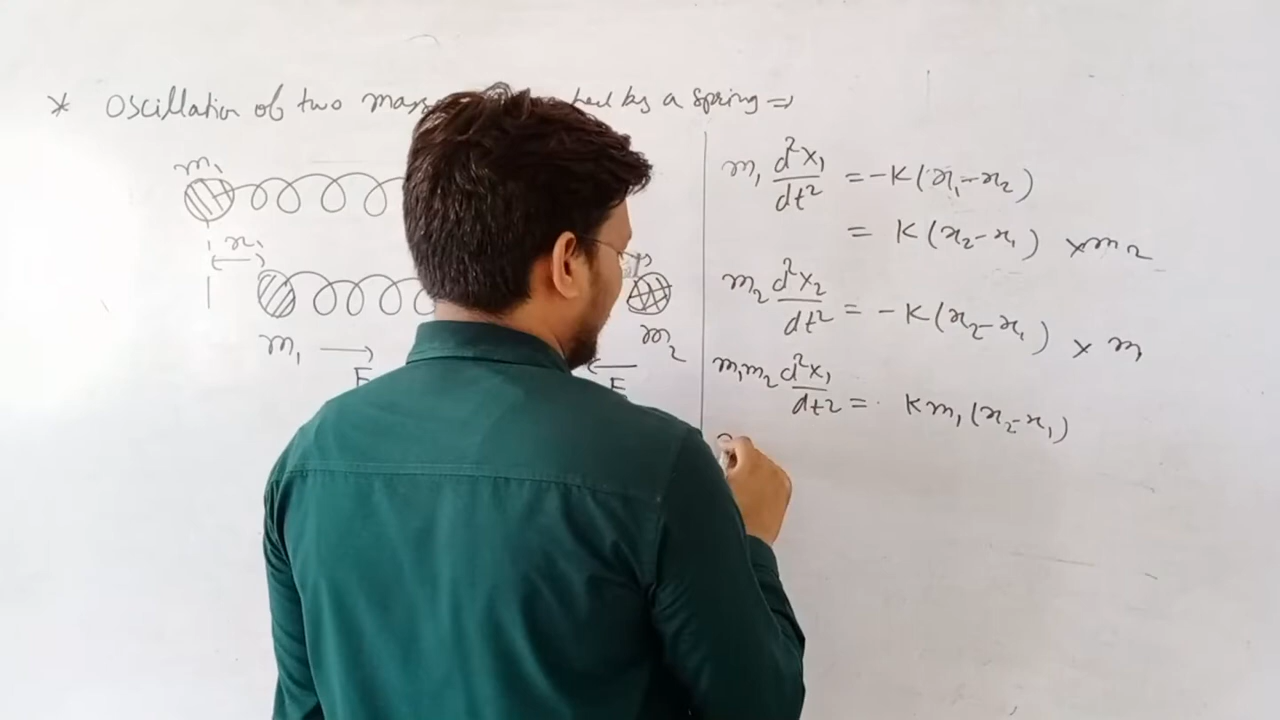 * Oscillation of two by a spring ⇒
m₁
x₁
m₁ → F
m₂
← F
m₁ d²x₁/dt² = -K(x₁-x₂)
= K(x₂-x₁) ×m₂
m₂ d²x₂/dt² = -K(x₂-x₁) × m₁
m₁m₂ d²x₁/dt2 = Km₁(x₂-x₁)